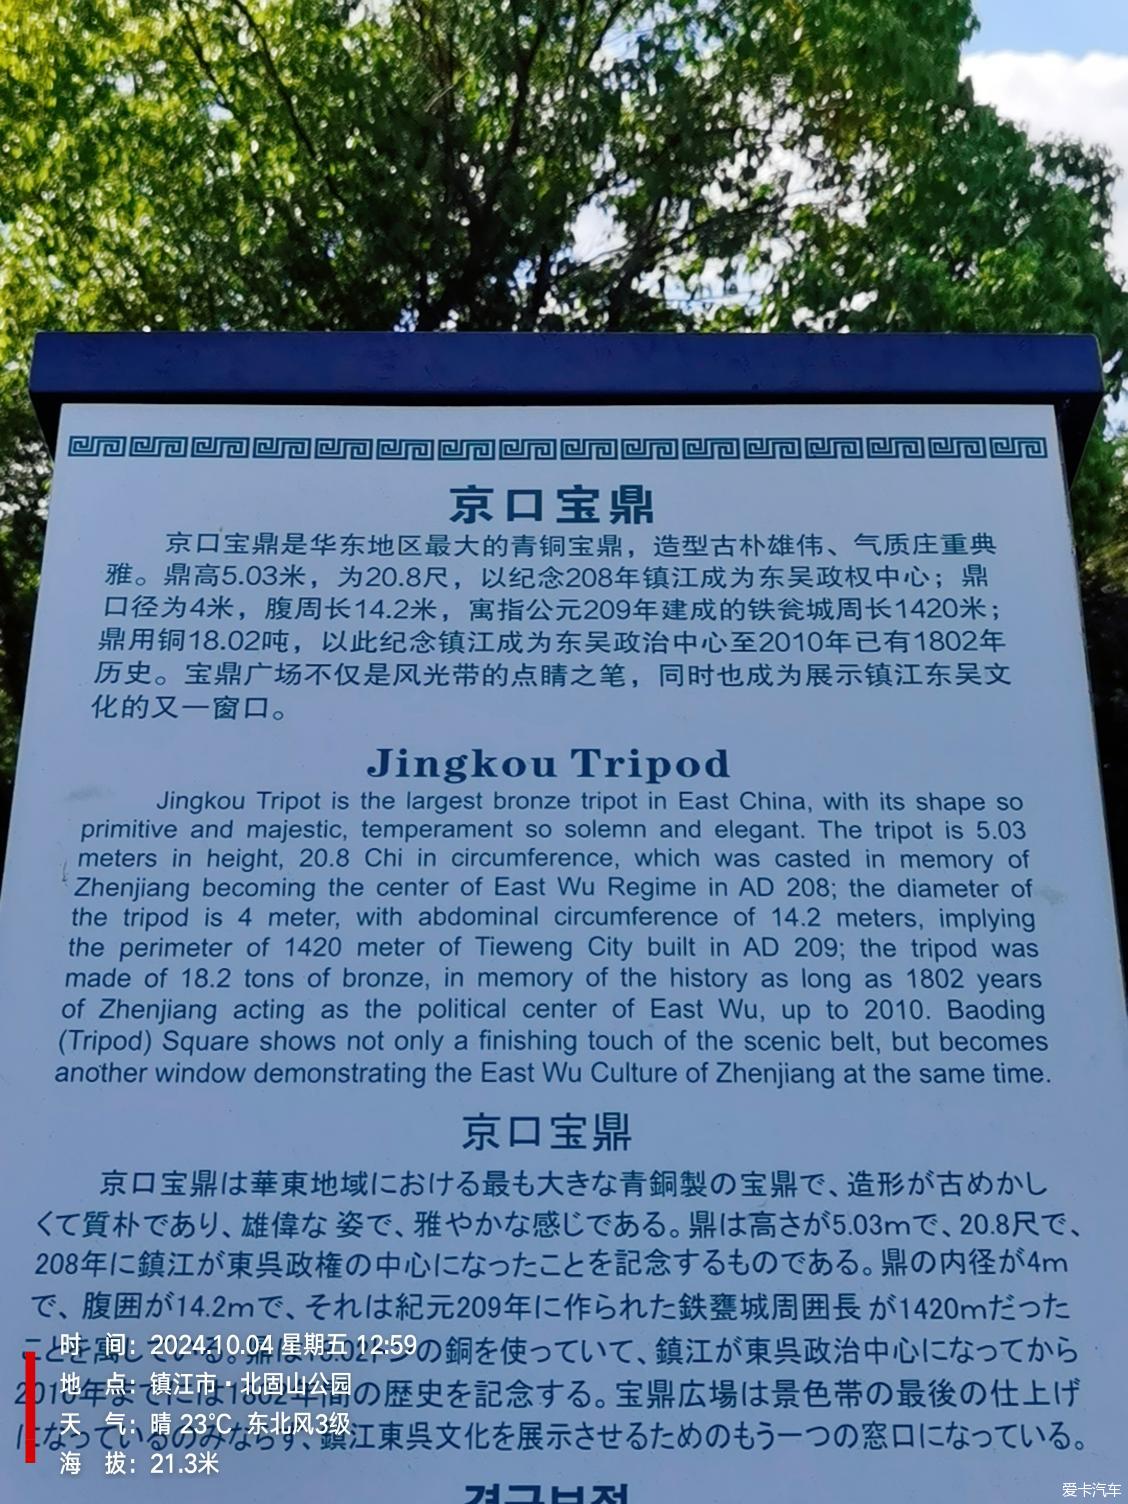 京口宝鼎
京口宝鼎是华东地区最大的青铜宝鼎，造型古朴雄伟、气质庄重典
雅。鼎高5.03米，为20.8尺，以纪念208年镇江成为东吴政权中心；鼎
口径为4米，腹周长14.2米，寓指公元209年建成的铁瓮城周长1420米；
鼎用铜18.02吨，以此纪念镇江成为东吴政治中心至2010年已有1802年
历史。宝鼎广场不仅是风光带的点睛之笔，同时也成为展示镇江东吴文
化的又一窗口。
Jingkou Tripod
Jingkou Tripot is the largest bronze tripot in East China, with its shape so
primitive and majestic, temperament so solemn and elegant. The tripot is 5.03
meters in height, 20.8 Chi in circumference, which was casted in memory of
Zhenjiang becoming the center of East Wu Regime in AD 208; the diameter of
the tripod is 4 meter, with abdominal circumference of 14.2 meters, implying
the perimeter of 1420 meter of Tieweng City built in AD 209; the tripod was
made of 18.2 tons of bronze, in memory of the history as long as 1802 years
of Zhenjiang acting as the political center of East Wu, up to 2010. Baoding
(Tripod) Square shows not only a finishing touch of the scenic belt, but becomes
another window demonstrating the East Wu Culture of Zhenjiang at the same time.
京口宝鼎
京口宝鼎は華東地域における最も大きな青銅製の宝鼎で、造形が古めかし
くて質朴であり、雄偉な姿で、雅やかな感じである。鼎は高さが5.03mで、20.8尺で、
208年に鎮江が東呉政権の中心になったことを記念するものである。鼎の内径が4m
で、腹囲が14.2mで、それは紀元209年に作られた鉄甕城周囲長が1420mだった
ことを寓している。鼎は の銅を使っていて、鎮江が東呉政治中心になってから
の歴史を記念する。宝鼎広場は景色帯の最後の仕上げ
になっているのみならず、鎮江東呉文化を展示させるためのもう一つの窓口になっている。
时 间：2024.10.04 星期五 12:59
地 点：镇江市·北固山公园
天 气：晴 23℃ 东北风3级
海 拔：21.3米
爱卡汽车